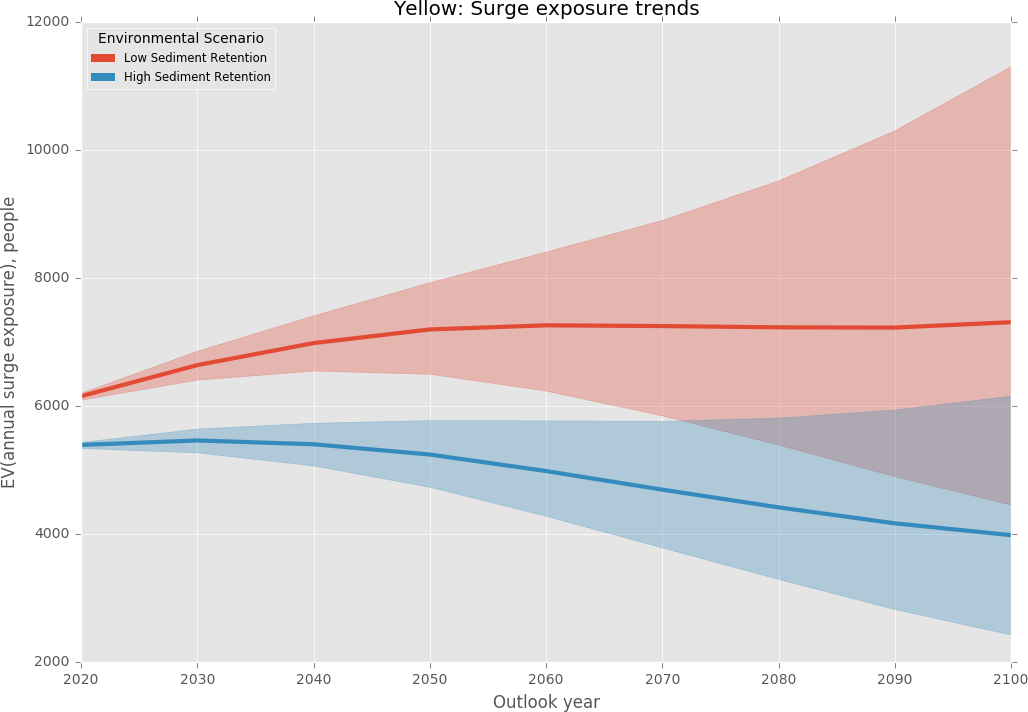 Yellow: Surge exposure trends
12000
10000
8000
6000
4000
2000
EV(annual surge exposure), people
Environmental Scenario
Low Sediment Retention
High Sediment Retention
2020 2030 2040 2050 2060 2070 2080 2090 2100
Outlook year